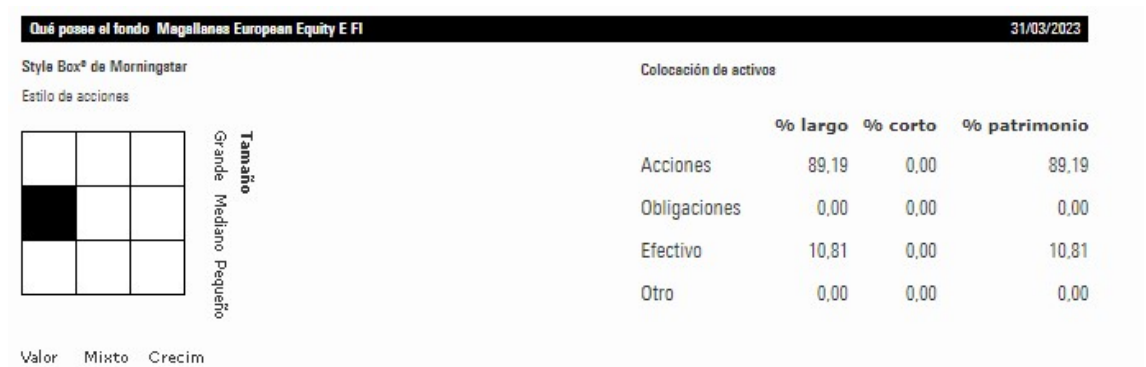 Qué posee el fondo Magallanes European Equity E FI 31/03/2023
Style Box® de Morningstar
Estilo de acciones
Tamaño
Grande Mediano Pequeño
Valor Mixto Crecim
Colocación de activos
% largo % corto % patrimonio
Acciones 89,19 0,00 89,19
Obligaciones 0,00 0,00 0,00
Efectivo 10,81 0,00 10,81
Otro 0,00 0,00 0,00